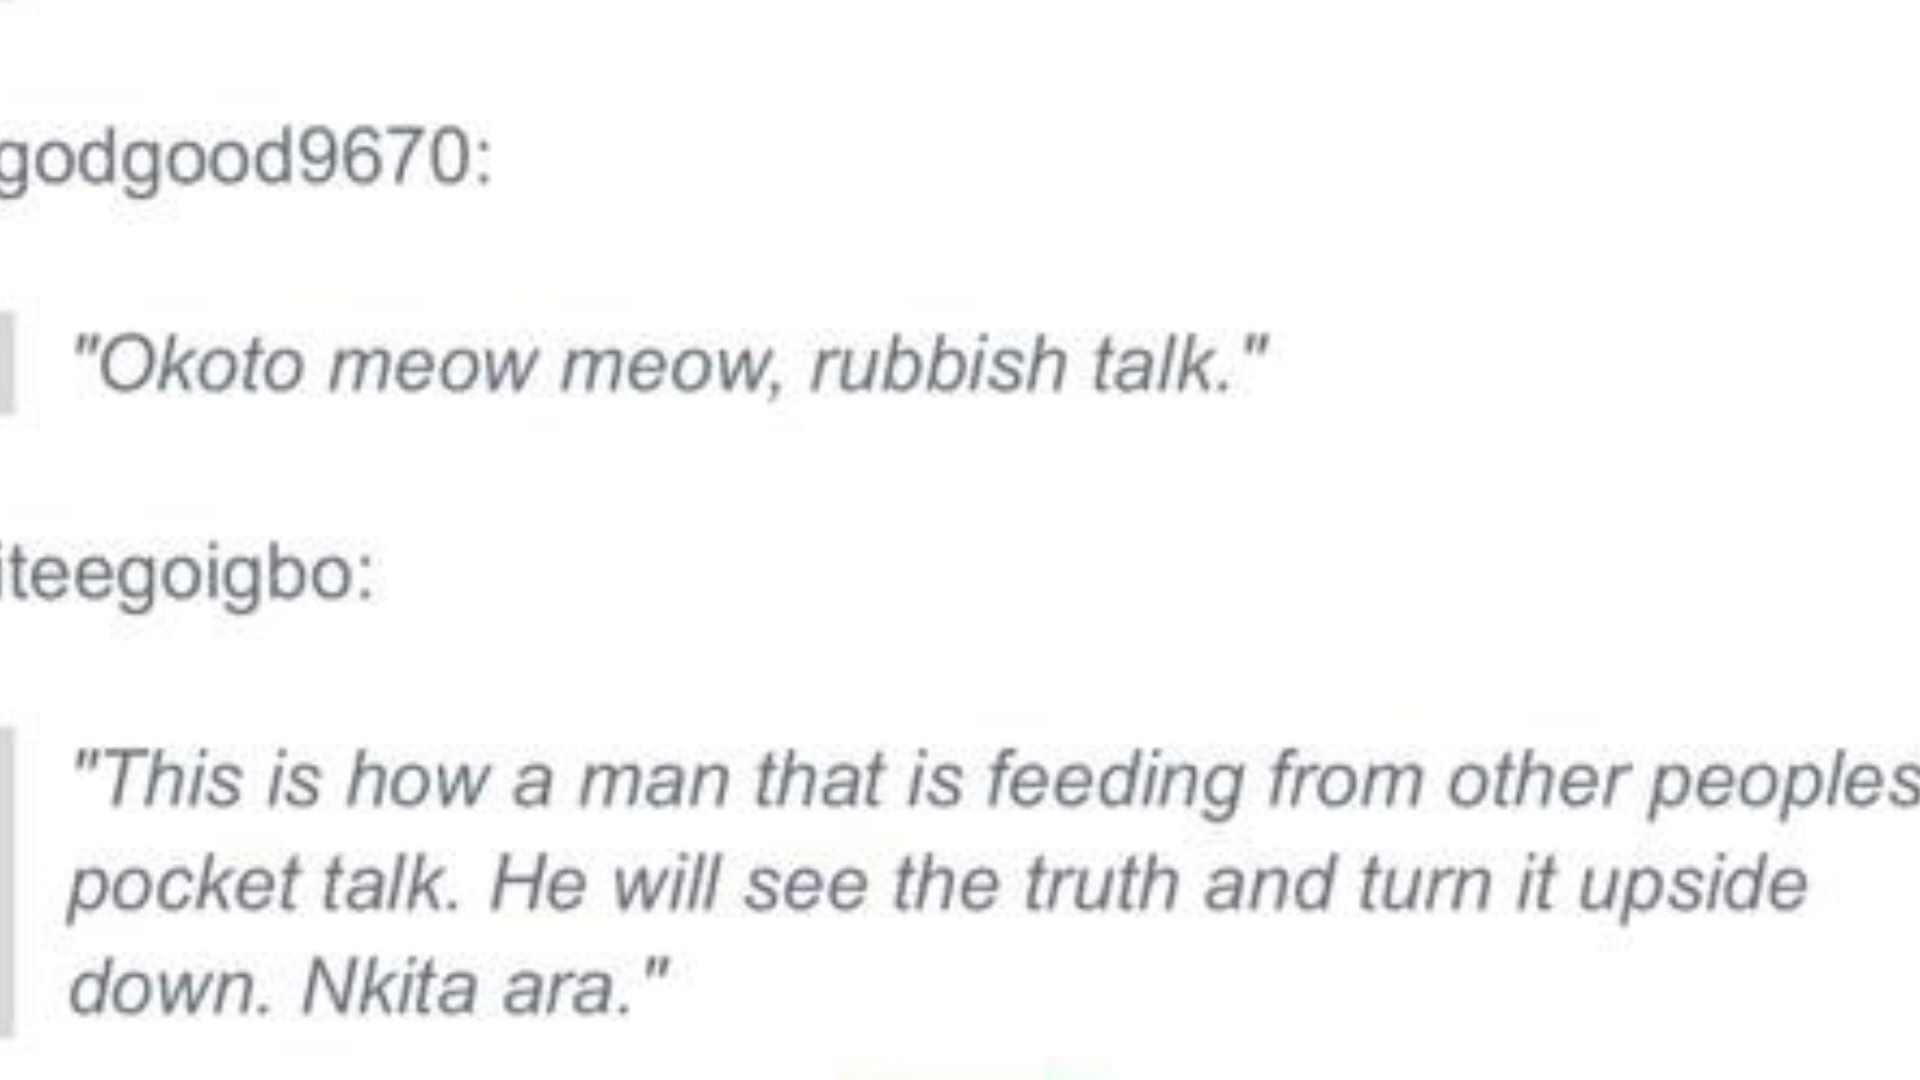 godgood9670:
"Okoto meow meow, rubbish talk."
iteegoigbo:
"This is how a man that is feeding from other peoples
pocket talk. He will see the truth and turn it upside
down. Nkita ara."